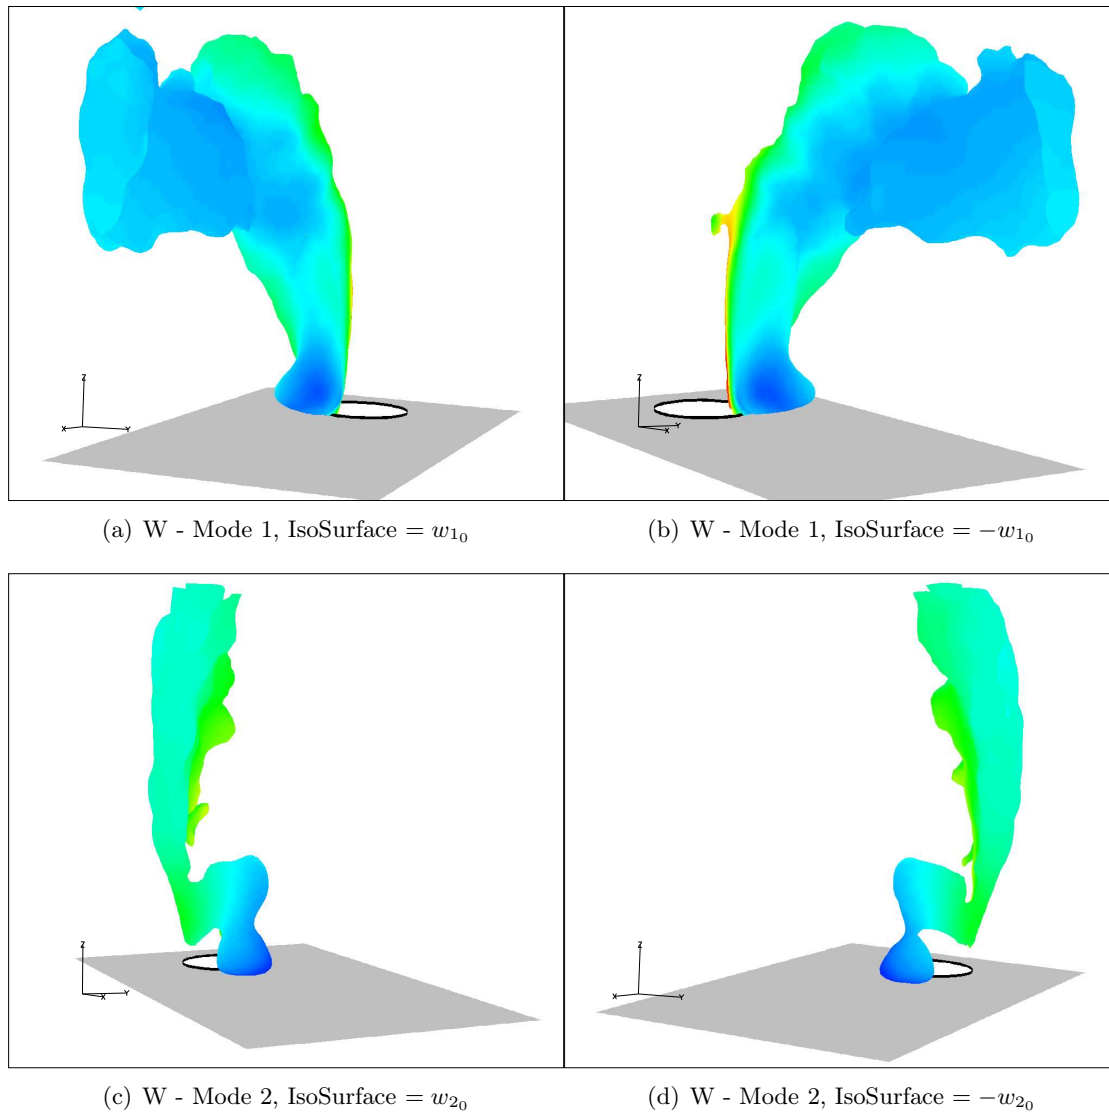 Z
X
Y
Z
Y
X
(a) W - Mode 1, IsoSurface = w₁₀
(b) W - Mode 1, IsoSurface = −w₁₀
Z
Y
X
Z
X
Y
(c) W - Mode 2, IsoSurface = w₂₀
(d) W - Mode 2, IsoSurface = −w₂₀